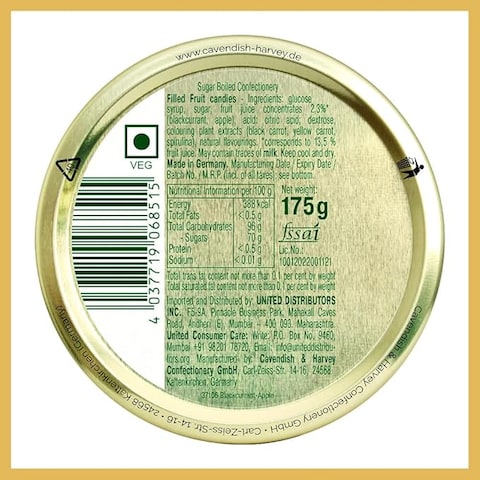 www.cavendish-harvey.de
Sugar Boiled Confectionery
Filled Fruit candies - Ingredients: glucose
syrup, sugar, fruit juice concentrates 2,3%*
(blackcurrant, apple), acid: citric acid, dextrose,
colouring plant extracts (black carrot, yellow carrot,
spirulina), natural flavourings. *corresponds to 13,5 %
fruit juice. May contain traces of milk. Keep cool and dry.
Made in Germany. Manufacturing Date / Expiry Date /
Batch No. / M.R.P. (incl. of all taxes): see bottom.
VEG
4 037719 068515
Nutritional Information per 100 g
Energy 388 kcal
Total Fats < 0.5 g
Total Carbohydrates 96 g
- Sugars 70 g
Protein < 0.5 g
Sodium < 0.01 g
Net weight:
175g
fssai
Lic. No.:
10012022001121
Total trans fat content not more than 0.1 per cent by weight
Total saturated fat content not more than 0.1 per cent by weight
Imported and Distributed by: UNITED DISTRIBUTORS
INC. F5-9A, Pinnacle Business Park, Mahakali Caves
Road, Andheri (E), Mumbai – 400 093. Maharashtra.
United Consumer Care: Write: P.O. Box No. 9460,
Mumbai +91 98201 78720, Email: info@uniteddistribu-
tors.org. Manufactured by: Cavendish & Harvey
Confectionery GmbH, Carl-Zeiss-Str. 14-16, 24568
Kaltenkirchen, Germany
37106 Blackcurrant-Apple
Cavendish & Harvey Confectionery GmbH • Carl-Zeiss-Str. 14-16 • 24568 Kaltenkirchen (Germany)